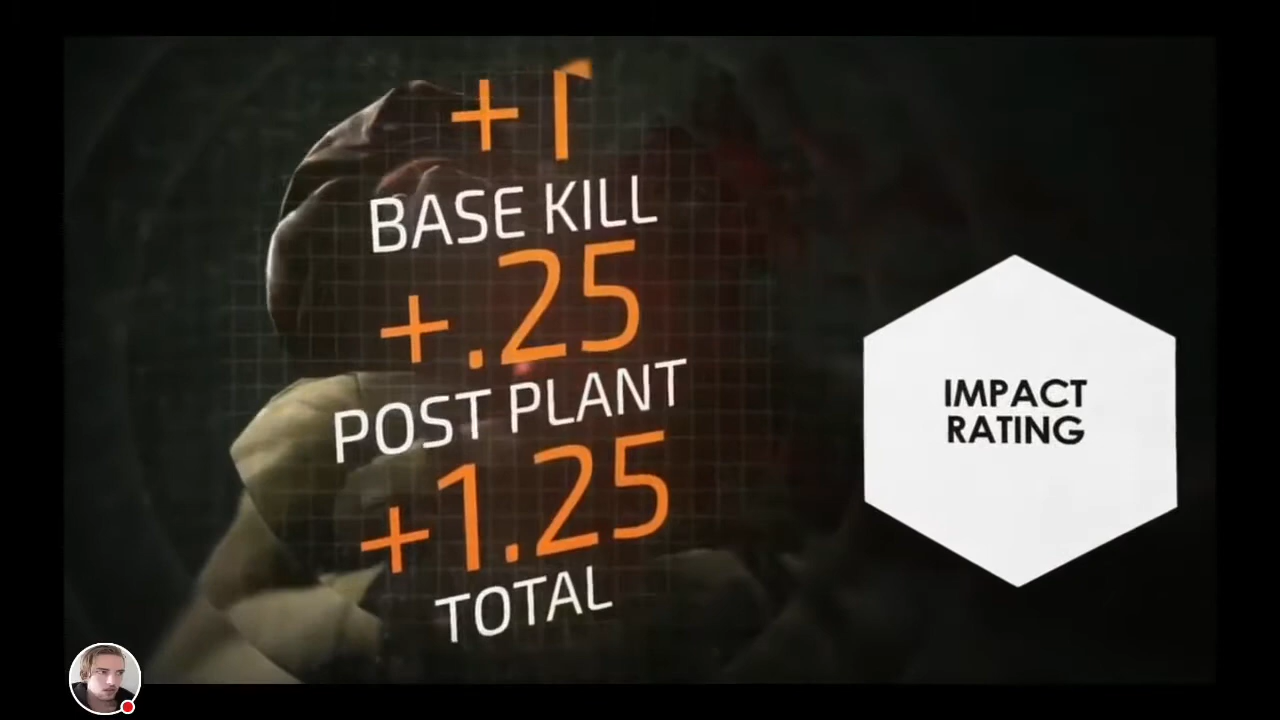 +1
BASE KILL
+.25
POST PLANT
+1.25
TOTAL
IMPACT
RATING